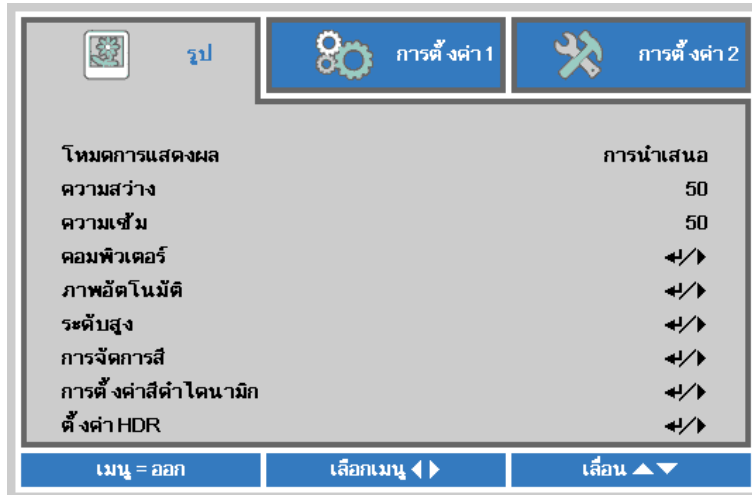 รูป
การตั้งค่า 1
การตั้งค่า 2
โหมดการแสดงผล การนำเสนอ
ความสว่าง 50
ความเข้ม 50
คอมพิวเตอร์ ↵/▶
ภาพอัตโนมัติ ↵/▶
ระดับสูง ↵/▶
การจัดการสี ↵/▶
การตั้งค่าสีดำไดนามิก ↵/▶
ตั้งค่า HDR ↵/▶
เมนู = ออก
เลือกเมนู ◀ ▶
เลื่อน ▲ ▼